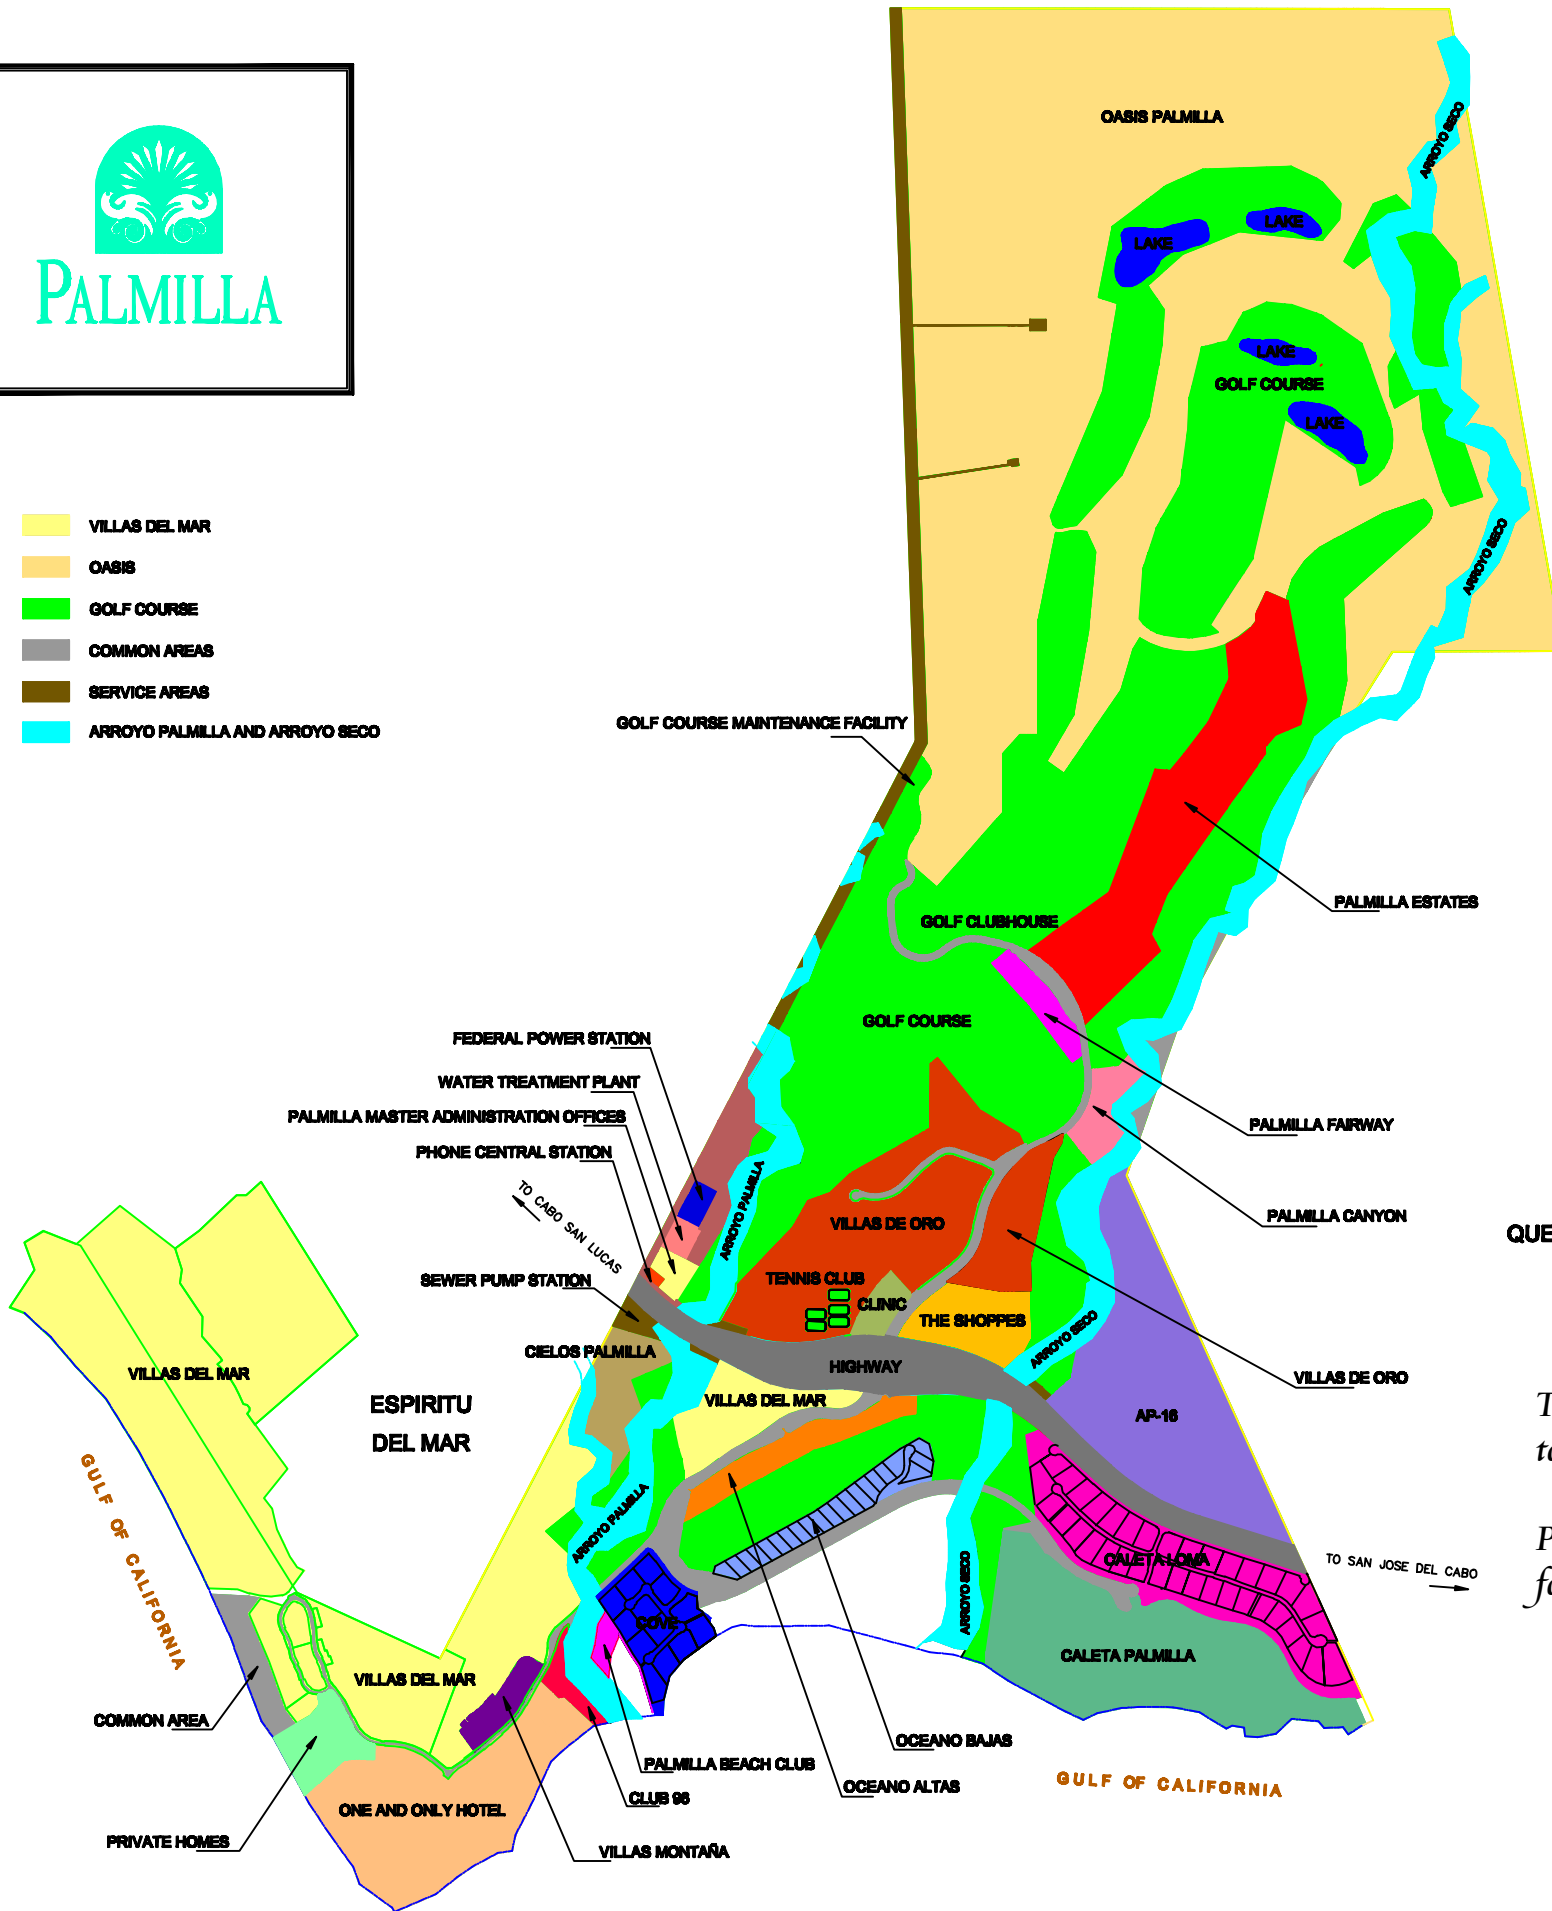 PALMILLA
VILLAS DEL MAR
OASIS
GOLF COURSE
COMMON AREAS
SERVICE AREAS
ARROYO PALMILLA AND ARROYO SECO
OASIS PALMILLA
ARROYO SECO
LAKE
LAKE
LAKE
GOLF COURSE
LAKE
ARROYO SECO
GOLF COURSE MAINTENANCE FACILITY
PALMILLA ESTATES
GOLF CLUBHOUSE
GOLF COURSE
FEDERAL POWER STATION
WATER TREATMENT PLANT
PALMILLA MASTER ADMINISTRATION OFFICES
PHONE CENTRAL STATION
PALMILLA FAIRWAY
PALMILLA CANYON
TO CABO SAN LUCAS
ARROYO PALMILLA
VILLAS DE ORO
QUE
SEWER PUMP STATION
TENNIS CLUB
CLINIC
THE SHOPPES
ARROYO SECO
CIELOS PALMILLA
HIGHWAY
VILLAS DE ORO
VILLAS DEL MAR
ESPIRITU
DEL MAR
VILLAS DEL MAR
AP-16
GULF OF CALIFORNIA
ARROYO PALMILLA
CALETA LOMA
TO SAN JOSE DEL CABO
ARROYO SECO
COVE
CALETA PALMILLA
VILLAS DEL MAR
COMMON AREA
OCEANO BAJAS
PALMILLA BEACH CLUB
OCEANO ALTAS
GULF OF CALIFORNIA
CLUB 96
ONE AND ONLY HOTEL
PRIVATE HOMES
VILLAS MONTAÑA